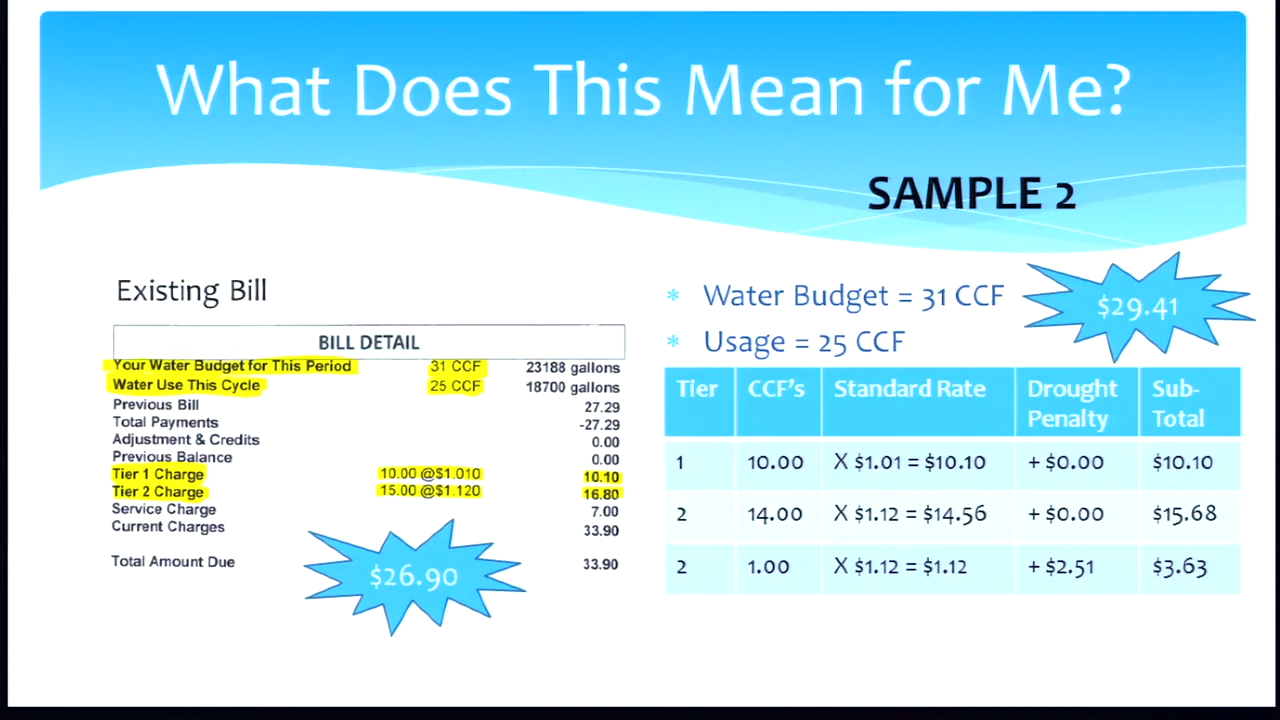 What Does This Mean for Me?
SAMPLE 2
Existing Bill
BILL DETAIL
Your Water Budget for This Period 31 CCF 23188 gallons
Water Use This Cycle 25 CCF 18700 gallons
Previous Bill 27.29
Total Payments -27.29
Adjustment & Credits 0.00
Previous Balance 0.00
Tier 1 Charge 10.00 @$1.010 10.10
Tier 2 Charge 15.00 @$1.120 16.80
Service Charge 7.00
Current Charges 33.90
Total Amount Due 33.90
$26.90
* Water Budget = 31 CCF
* Usage = 25 CCF
$29.41
Tier CCF's Standard Rate Drought Penalty Sub-Total
1 10.00 X $1.01 = $10.10 + $0.00 $10.10
2 14.00 X $1.12 = $14.56 + $0.00 $15.68
2 1.00 X $1.12 = $1.12 + $2.51 $3.63